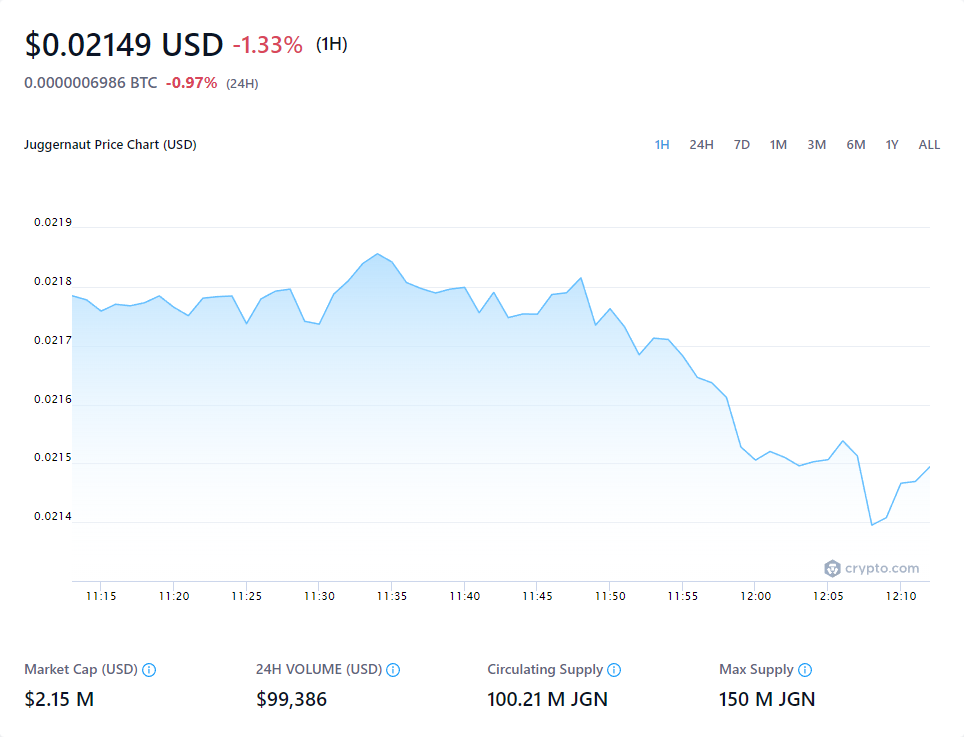 $0.02149 USD -1.33% (1H)
0.0000006986 BTC -0.97% (24H)
Juggernaut Price Chart (USD) 1H 24H 7D 1M 3M 6M 1Y ALL
0.0219
0.0218
0.0217
0.0216
0.0215
0.0214
crypto.com
11:15 11:20 11:25 11:30 11:35 11:40 11:45 11:50 11:55 12:00 12:05 12:10
Market Cap (USD) 24H VOLUME (USD) Circulating Supply Max Supply
$2.15 M $99,386 100.21 M JGN 150 M JGN